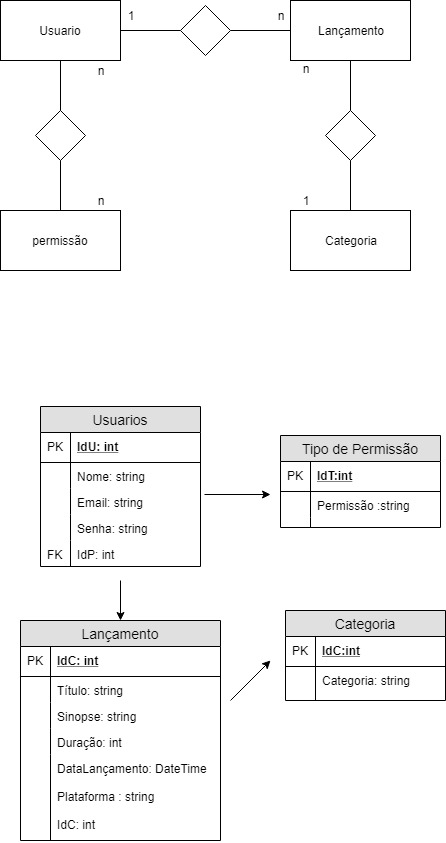 Usuario
1
n
Lançamento
n
n
n
1
permissão
Categoria
Usuarios
PK IdU: int
Nome: string
Email: string
Senha: string
FK IdP: int
Tipo de Permissão
PK IdT:int
Permissão :string
Lançamento
PK IdC: int
Título: string
Sinopse: string
Duração: int
DataLançamento: DateTime
Plataforma : string
IdC: int
Categoria
PK IdC:int
Categoria: string